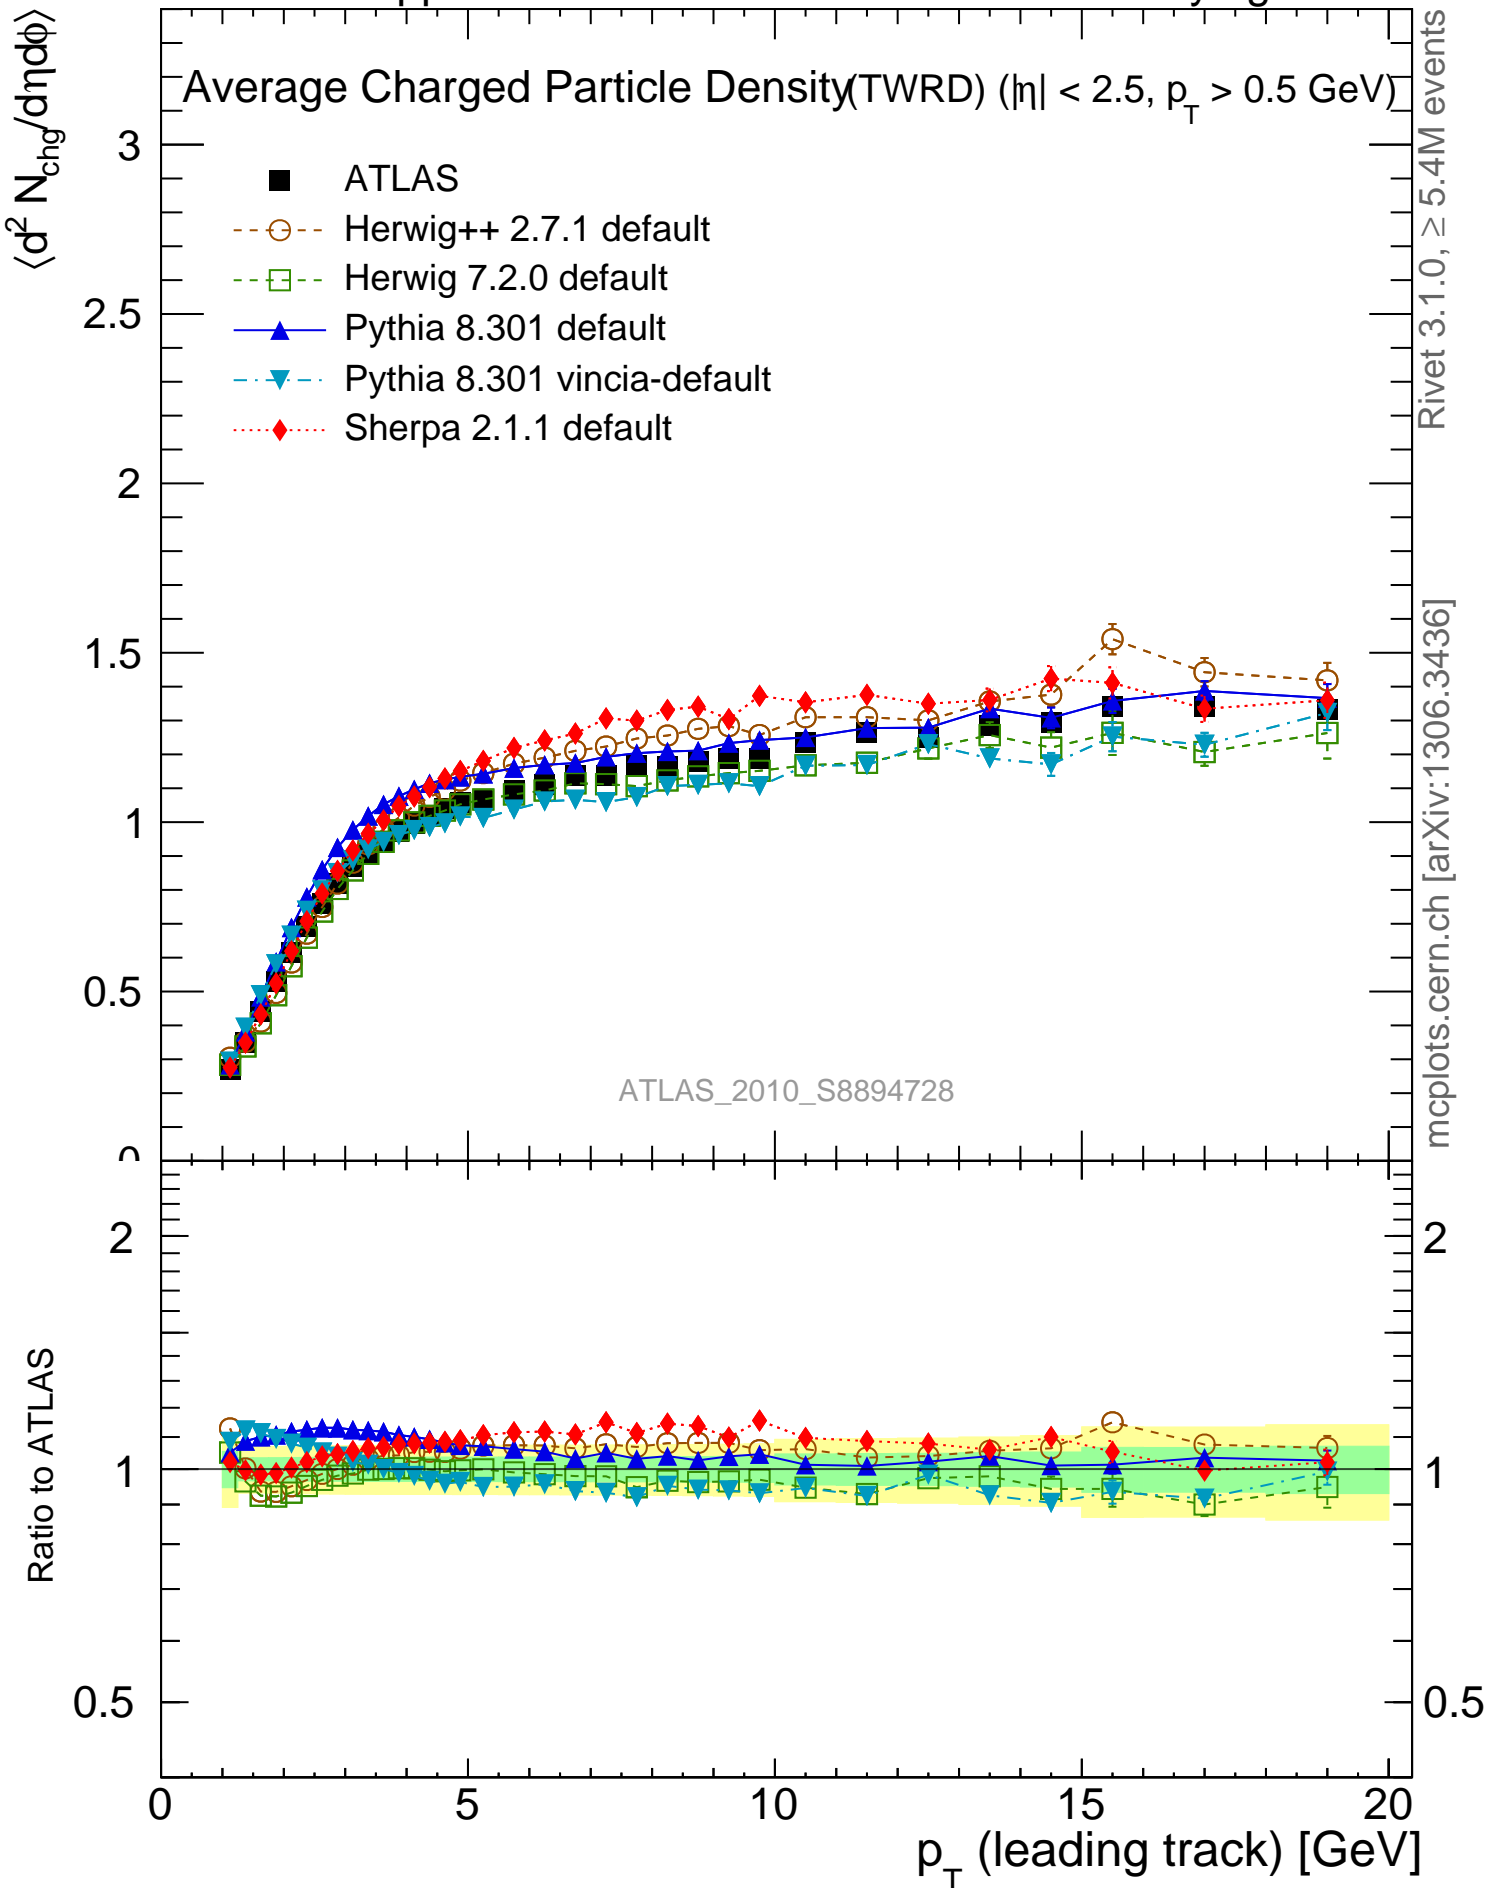 Average Charged Particle Density (TWRD) (|η| < 2.5, p_T > 0.5 GeV)
⟨d² N_chg/dηdϕ⟩
ATLAS
Herwig++ 2.7.1 default
Herwig 7.2.0 default
Pythia 8.301 default
Pythia 8.301 vincia-default
Sherpa 2.1.1 default
3
2.5
2
1.5
1
0.5
0
ATLAS_2010_S8894728
Rivet 3.1.0, ≥ 5.4M events
mcplots.cern.ch [arXiv:1306.3436]
Ratio to ATLAS
2
1
0.5
2
1
0.5
0 5 10 15 20
p_T (leading track) [GeV]